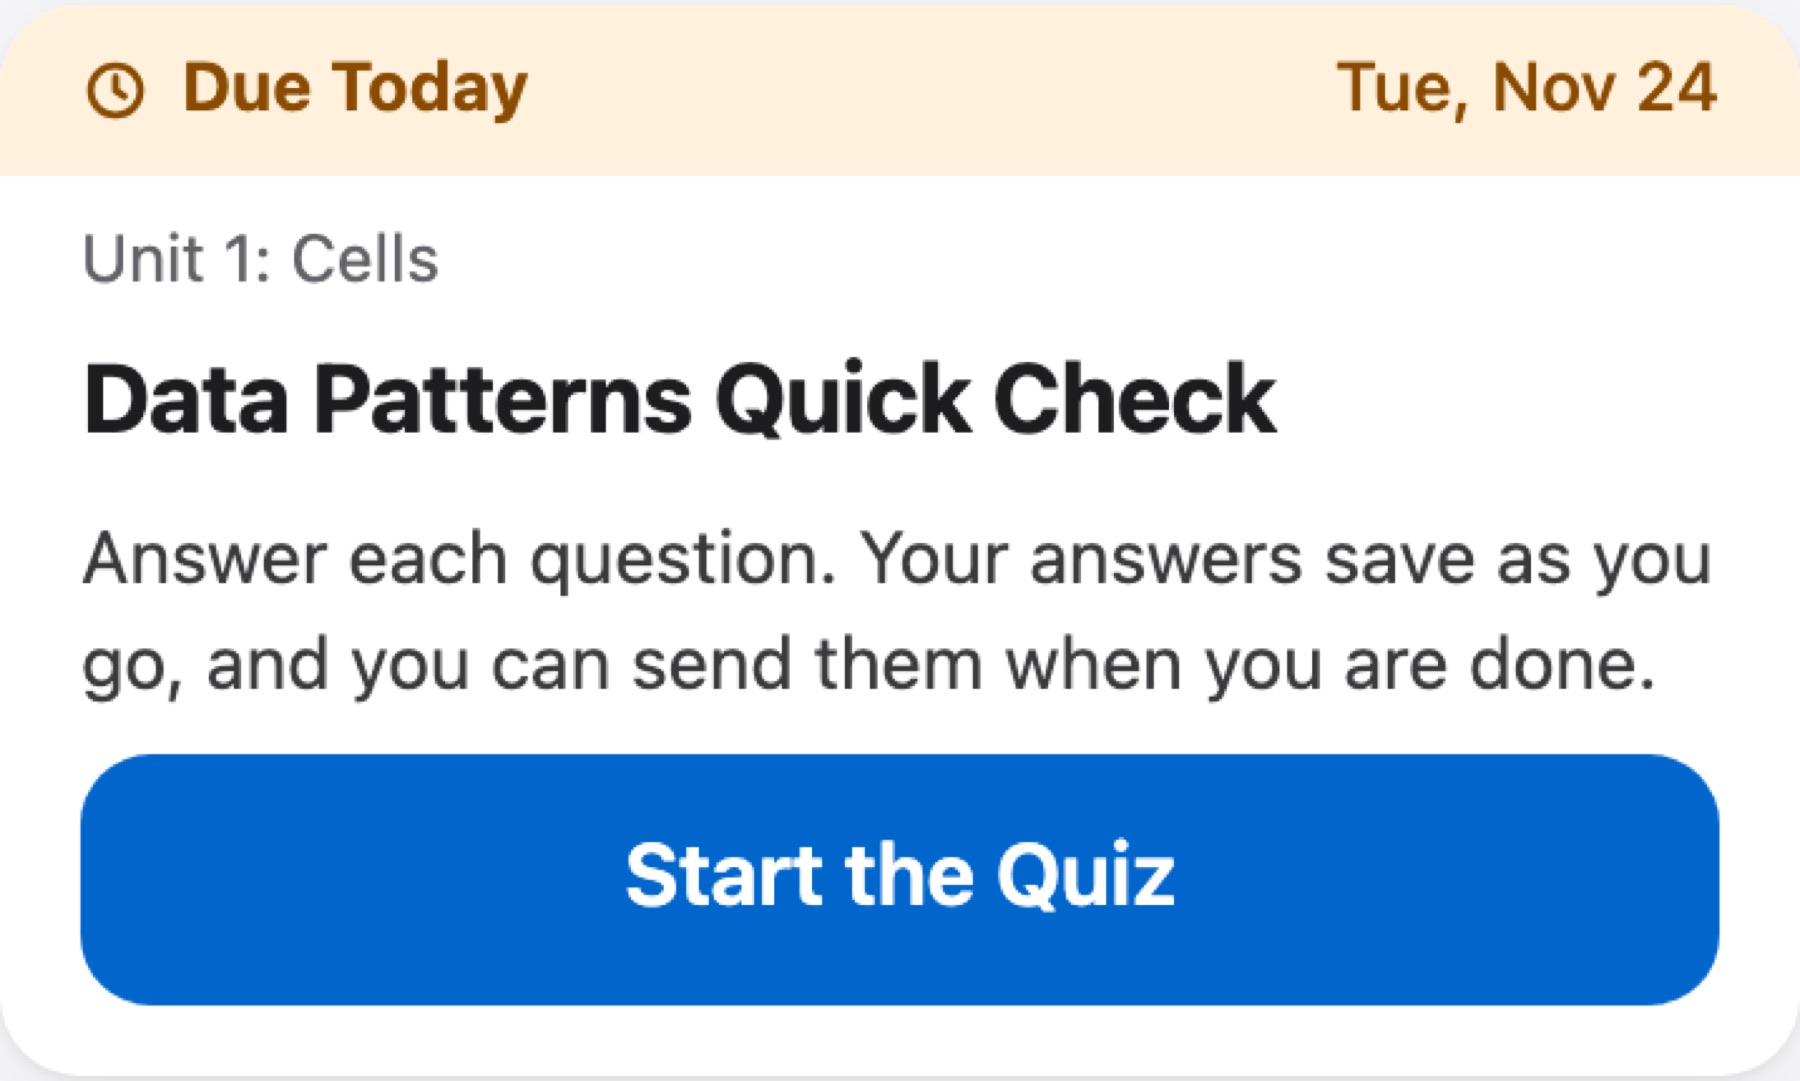 Due Today
Tue, Nov 24
Unit 1: Cells
Data Patterns Quick Check
Answer each question. Your answers save as you
go, and you can send them when you are done.
Start the Quiz